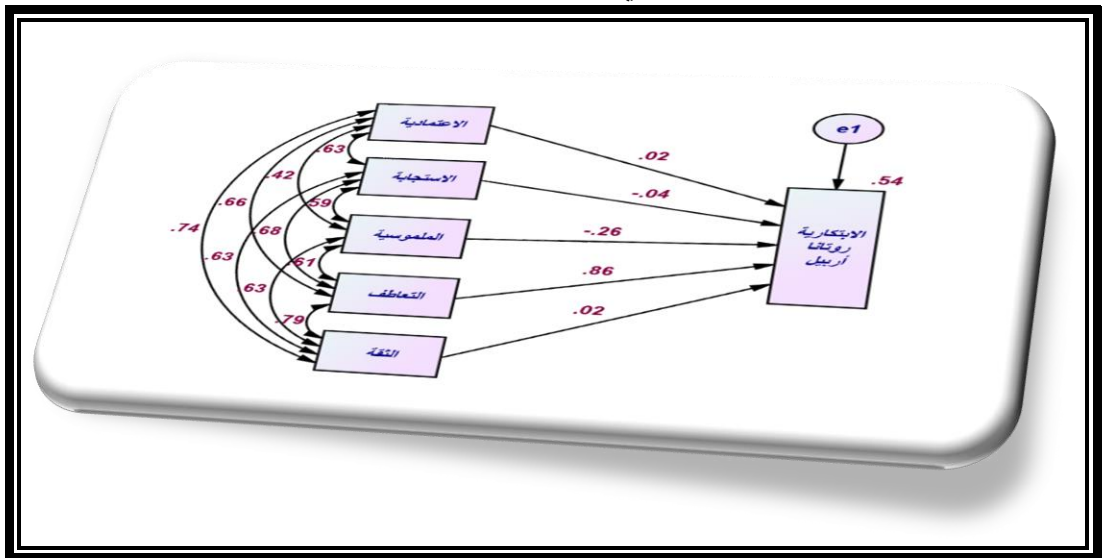 الاعتمادية
الاستجابة
الملموسية
التعاطف
الثقة
e1
.54
الابتكارية
روتانا
أربيل
.02
-.04
-.26
.86
.02
.63
.42
.59
.66
.68
.61
.74
.63
.63
.79